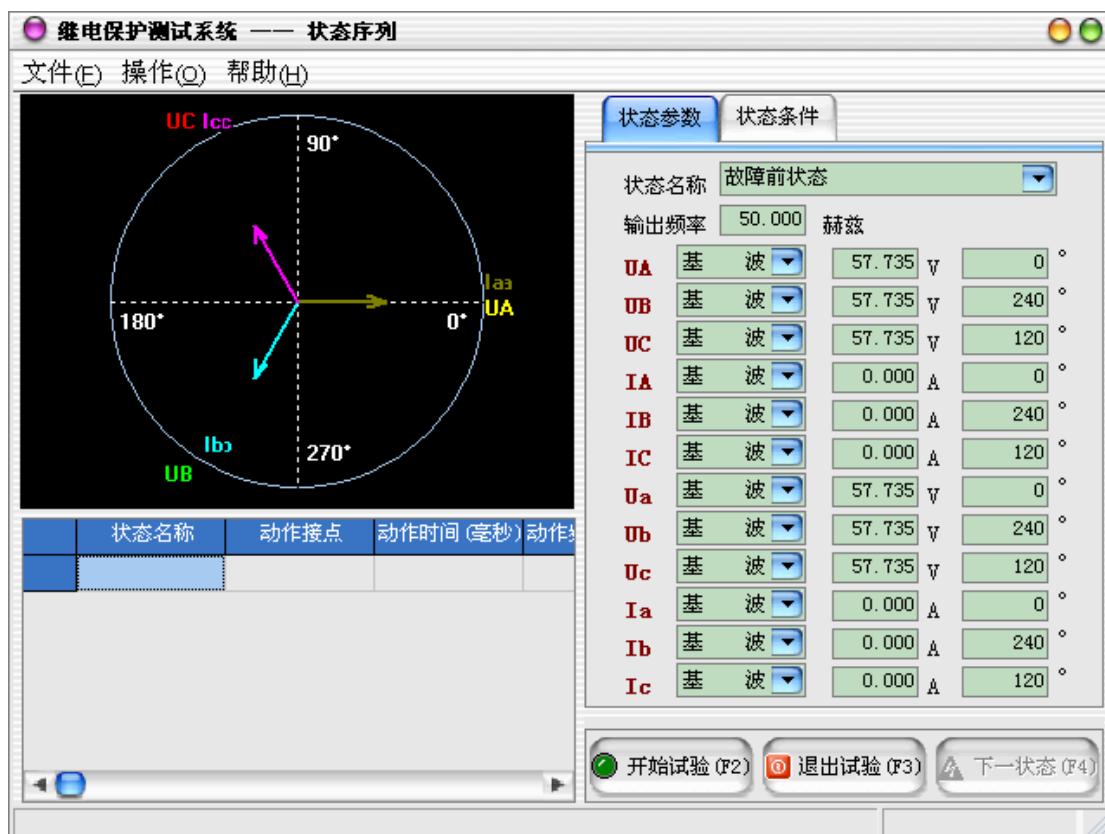 继电保护测试系统 —— 状态序列
文件(F) 操作(O) 帮助(H)
UC Icc
90°
180°
0°
Iaa
UA
Ibb
UB
270°
状态名称 动作接点 动作时间(毫秒)
状态参数 状态条件
状态名称 故障前状态
输出频率 50.000 赫兹
UA 基 波 57.735 V 0 °
UB 基 波 57.735 V 240 °
UC 基 波 57.735 V 120 °
IA 基 波 0.000 A 0 °
IB 基 波 0.000 A 240 °
IC 基 波 0.000 A 120 °
Ua 基 波 57.735 V 0 °
Ub 基 波 57.735 V 240 °
Uc 基 波 57.735 V 120 °
Ia 基 波 0.000 A 0 °
Ib 基 波 0.000 A 240 °
Ic 基 波 0.000 A 120 °
开始试验(F2) 退出试验(F3) 下一状态(F4)